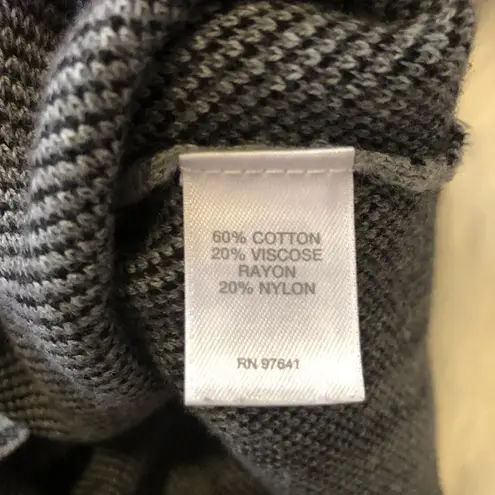 60% COTTON
20% VISCOSE
RAYON
20% NYLON
RN 97641